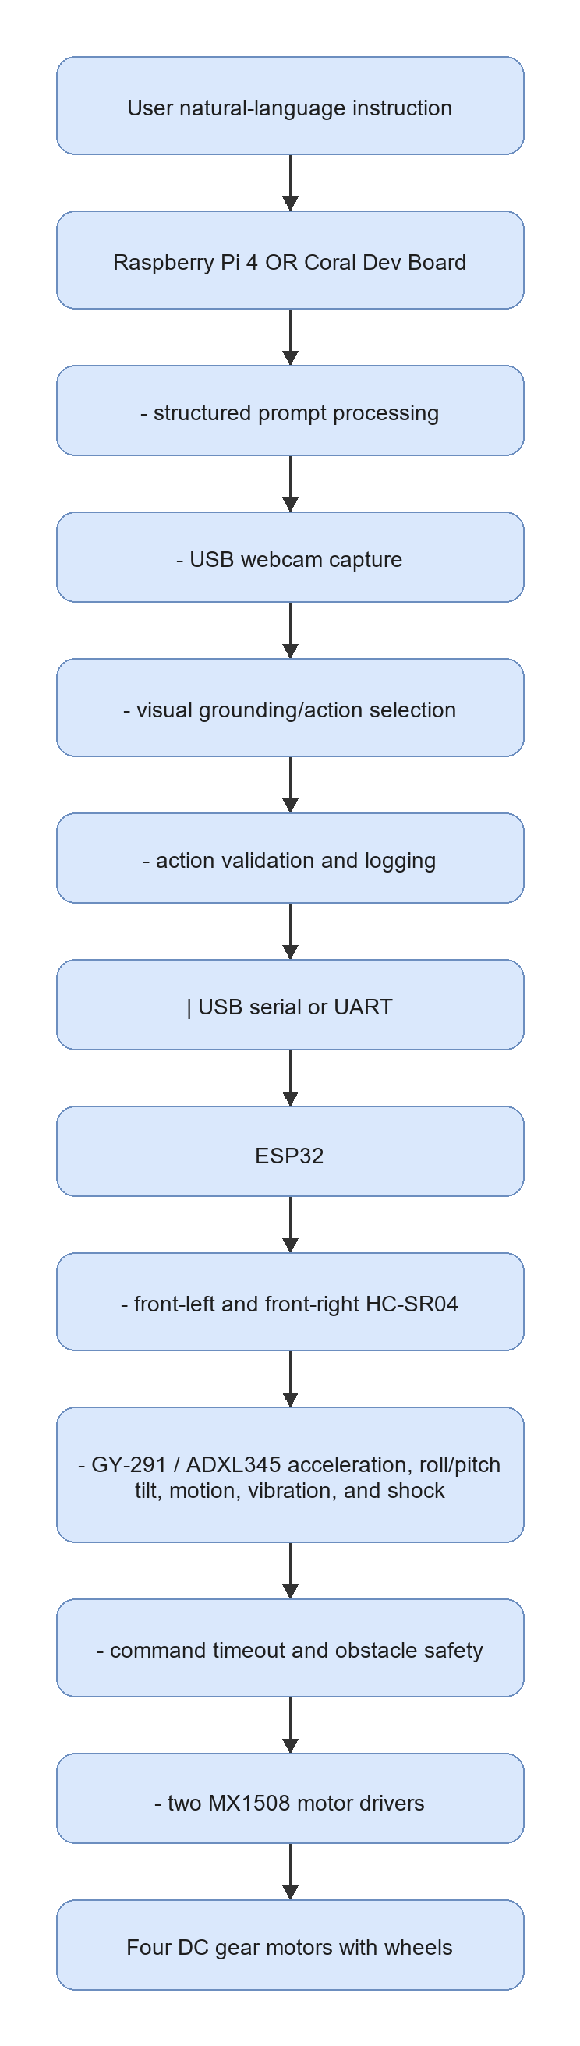 User natural-language instruction
Raspberry Pi 4 OR Coral Dev Board
- structured prompt processing
- USB webcam capture
- visual grounding/action selection
- action validation and logging
| USB serial or UART
ESP32
- front-left and front-right HC-SR04
- GY-291 / ADXL345 acceleration, roll/pitch
tilt, motion, vibration, and shock
- command timeout and obstacle safety
- two MX1508 motor drivers
Four DC gear motors with wheels